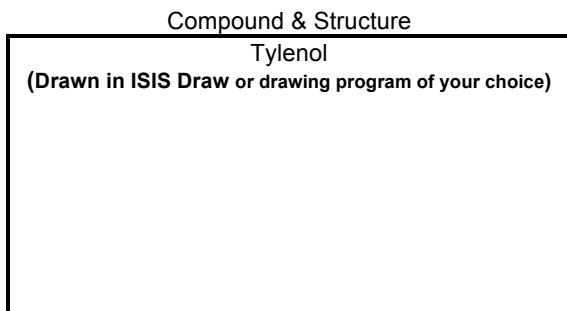 Compound & Structure
Tylenol
(Drawn in ISIS Draw or drawing program of your choice)